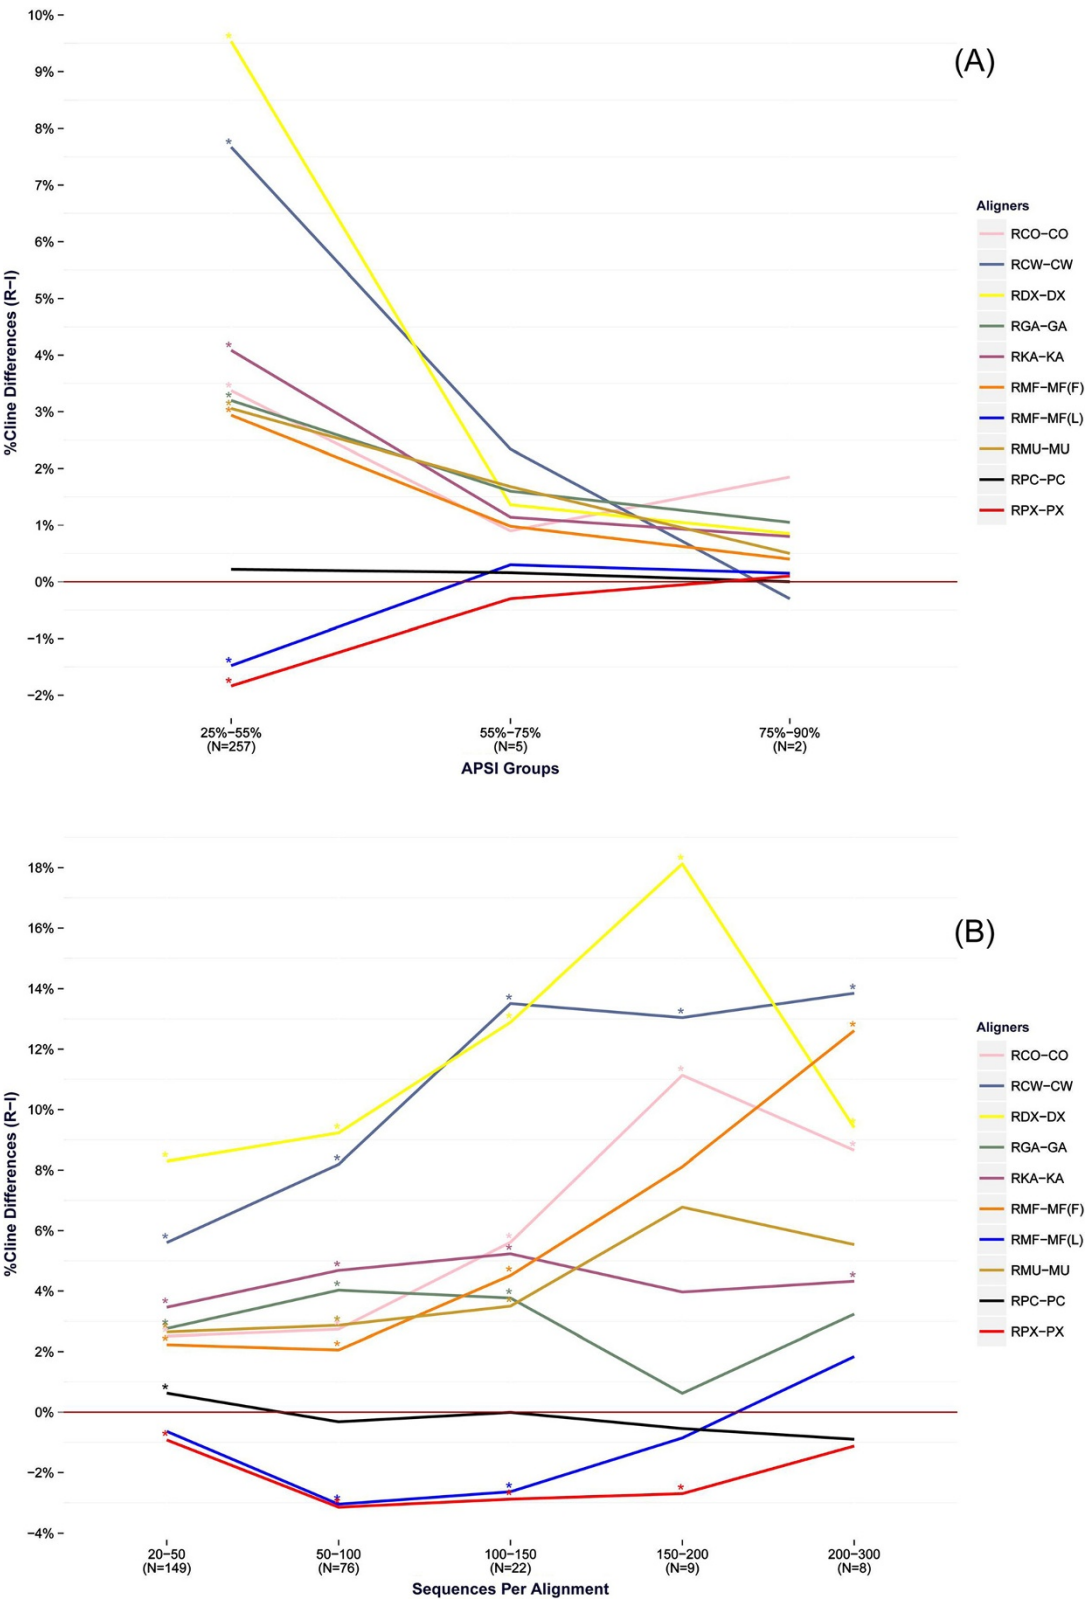 (A)
%Cline Differences (R−I)
10%
9%
8%
7%
6%
5%
4%
3%
2%
1%
0%
−1%
−2%
25%−55%
(N=257)
55%−75%
(N=5)
75%−90%
(N=2)
APSI Groups
Aligners
RCO−CO
RCW−CW
RDX−DX
RGA−GA
RKA−KA
RMF−MF(F)
RMF−MF(L)
RMU−MU
RPC−PC
RPX−PX
(B)
%Cline Differences (R−I)
18%
16%
14%
12%
10%
8%
6%
4%
2%
0%
−2%
−4%
20−50
(N=149)
50−100
(N=76)
100−150
(N=22)
150−200
(N=9)
200−300
(N=8)
Sequences Per Alignment
Aligners
RCO−CO
RCW−CW
RDX−DX
RGA−GA
RKA−KA
RMF−MF(F)
RMF−MF(L)
RMU−MU
RPC−PC
RPX−PX